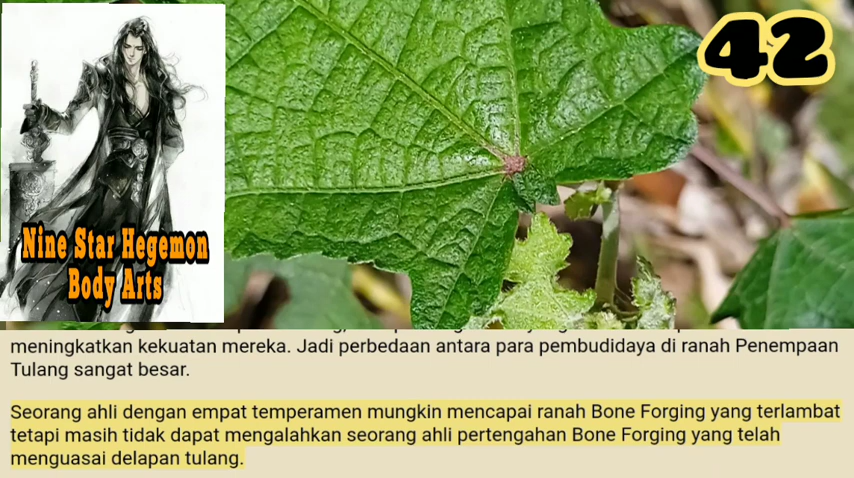 42
Nine Star Hegemon
Body Arts
meningkatkan kekuatan mereka. Jadi perbedaan antara para pembudidaya di ranah Penempaan
Tulang sangat besar.
Seorang ahli dengan empat temperamen mungkin mencapai ranah Bone Forging yang terlambat
tetapi masih tidak dapat mengalahkan seorang ahli pertengahan Bone Forging yang telah
menguasai delapan tulang.